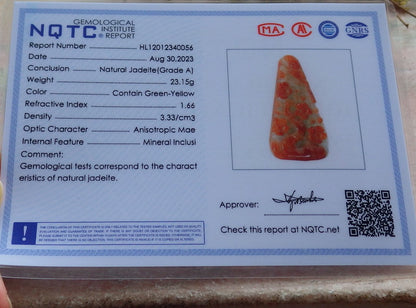 NQTC GEMOLOGICAL INSTITUTE REPORT
MA
CNRS
Report Number HL12012340056
Date Aug 30.2023
Conclusion Natural Jadeite(Grade A)
Weight 23.15g
Color Contain Green-Yellow
Refractive Index 1.66
Density 3.33/cm3
Optic Character Anisotropic Mae
Internal Feature Mineral Inclusi
Comment:
Gemological tests correspond to the charact
eristics of natural jadeite.
Approver:
Check this report at NQTC.net